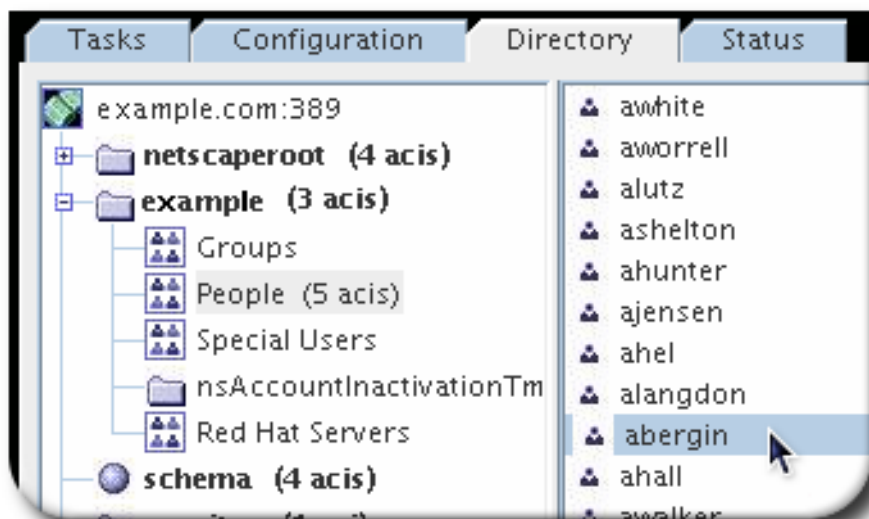 Tasks Configuration Directory Status
example.com:389
netscaperoot (4 acis)
example (3 acis)
Groups
People (5 acis)
Special Users
nsAccountInactivationTm
Red Hat Servers
schema (4 acis)
awhite
aworrell
alutz
ashelton
ahunter
ajensen
ahel
alangdon
abergin
ahall
awalker